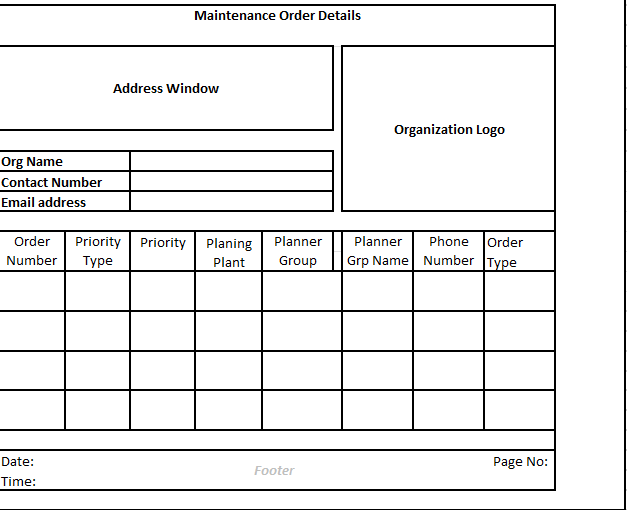 Maintenance Order Details
Address Window
Organization Logo
Org Name
Contact Number
Email address
Order Number
Priority Type
Priority
Planing Plant
Planner Group
Planner Grp Name
Phone Number
Order Type
Date:
Footer
Page No:
Time: